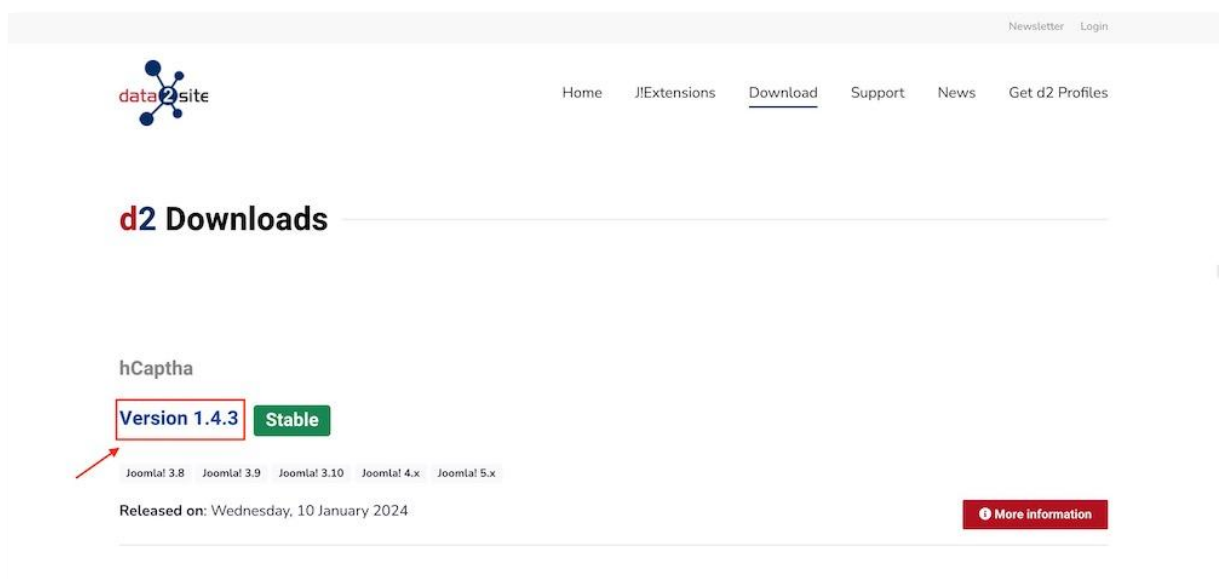 Newsletter Login
data2site
Home J!Extensions Download Support News Get d2 Profiles
d2 Downloads
hCaptha
Version 1.4.3 Stable
Joomla! 3.8 Joomla! 3.9 Joomla! 3.10 Joomla! 4.x Joomla! 5.x
Released on: Wednesday, 10 January 2024
More information